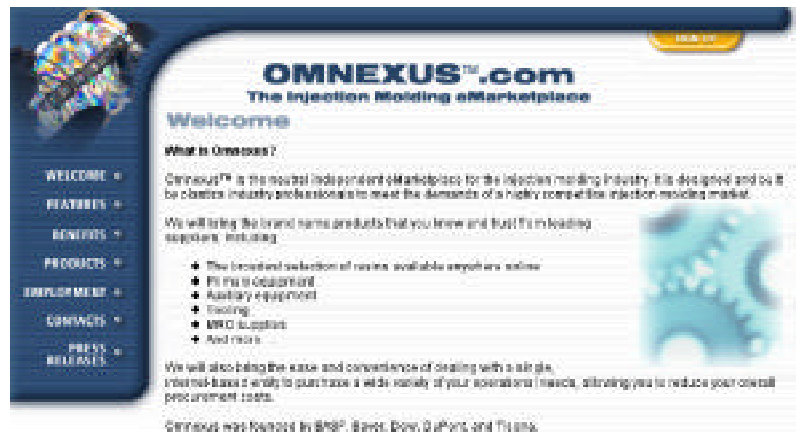 SIGN UP
OMNEXUS™.com
The Injection Molding eMarketplace
Welcome
What is Omnexus?
WELCOME
FEATURES
BENEFITS
PRODUCTS
EMPLOYMENT
CONTACTS
PRESS
RELEASES
Omnexus™ is the neutral independent eMarketplace for the injection molding industry. It is designed and built
by plastics industry professionals to meet the demands of a highly competitive injection molding market.
We will bring the brand name products that you know and trust from leading
suppliers, including:
The broadest selection of resins available anywhere online
Primary equipment
Auxiliary equipment
Tooling
MRO supplies
And more
We will also bring the ease and convenience of dealing with a single,
internet-based entity to purchase a wide variety of your operational needs, allowing you to reduce your overall
procurement costs.
Omnexus was founded by BASF, Bayer, Dow, DuPont, and Ticona.